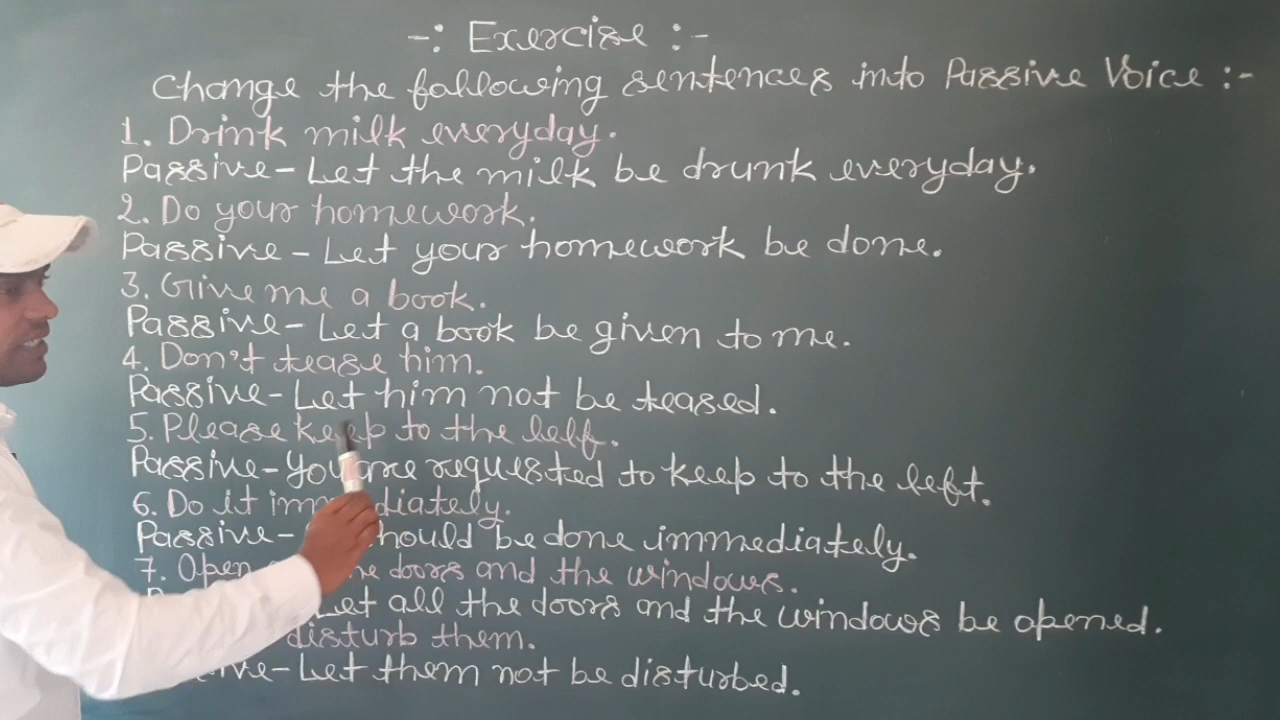 -: Exercise :-
Change the following sentences into Passive Voice :-
1. Drink milk everyday.
Passive- Let the milk be drunk everyday.
2. Do your homework.
Passive - Let your homework be done.
3. Give me a book.
Passive- Let a book be given to me.
4. Don't tease him.
Passive- Let him not be teased.
5. Please keep to the left.
Passive- You are requested to keep to the left.
6. Do it immediately.
Passive- should be done immediately.
7. Open the doors and the windows.
Let all the doors and the windows be opened.
disturb them.
Let them not be disturbed.